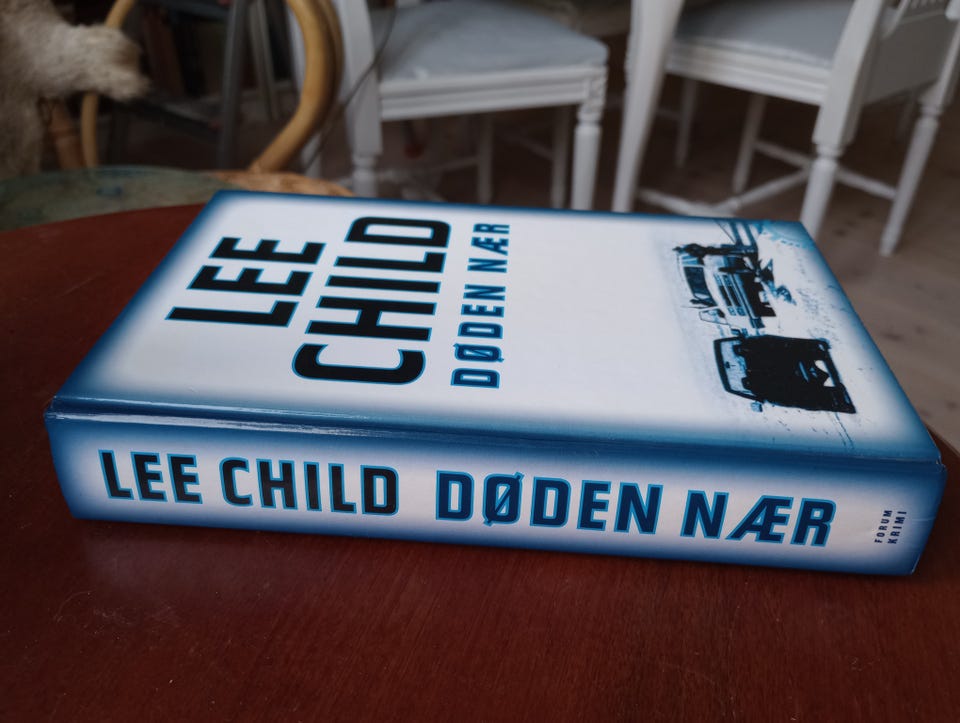 LEE
CHILD
DØDEN NÆR
LEE CHILD DØDEN NÆR
FORUM
KRIMI